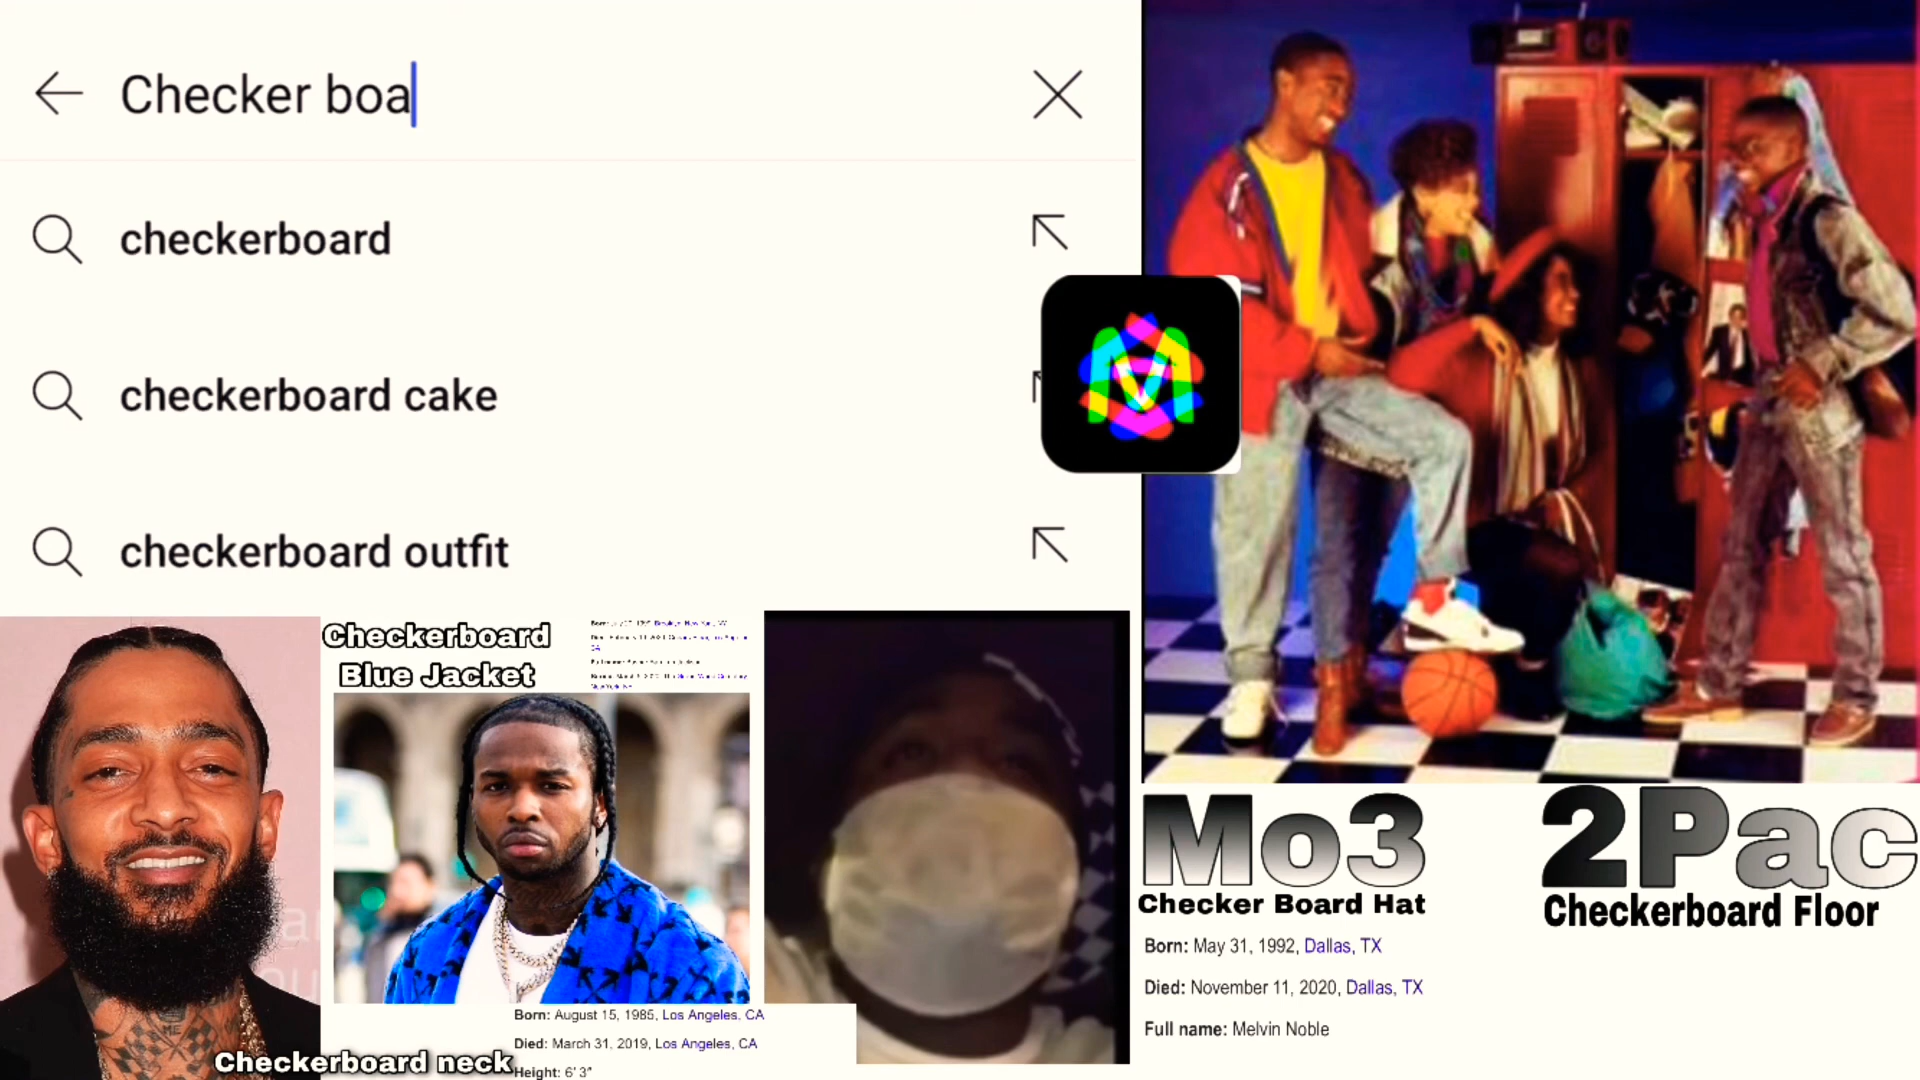 Checker boa
checkerboard
checkerboard cake
checkerboard outfit
Checkerboard
Blue Jacket
Born: August 15, 1985, Los Angeles, CA
Died: March 31, 2019, Los Angeles, CA
Height: 6' 3"
Checkerboard neck
ME
Mo3
Checker Board Hat
Born: May 31, 1992, Dallas, TX
Died: November 11, 2020, Dallas, TX
Full name: Melvin Noble
2Pac
Checkerboard Floor